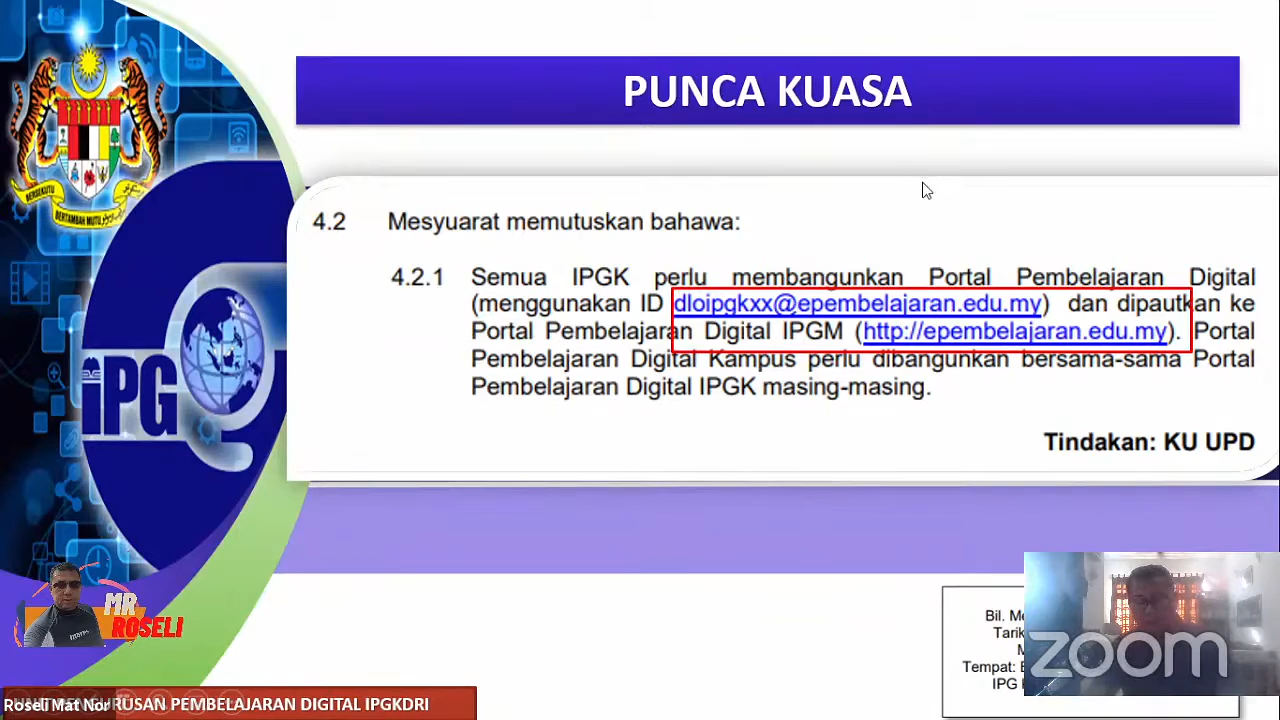 PUNCA KUASA
BERSEKUTU
BERTAMBAH MUTU
4.2 Mesyuarat memutuskan bahawa:
4.2.1 Semua IPGK perlu membangunkan Portal Pembelajaran Digital
(menggunakan ID dloipgkxx@epembelajaran.edu.my) dan dipautkan ke
Portal Pembelajaran Digital IPGM (http://epembelajaran.edu.my). Portal
Pembelajaran Digital Kampus perlu dibangunkan bersama-sama Portal
Pembelajaran Digital IPGK masing-masing.
Tindakan: KU UPD
iPG
MR
ROSELI
Bil.
Tempat:
IPG
zoom
Roseli Mat Nor
PEMBELAJARAN DIGITAL IPGKDRI